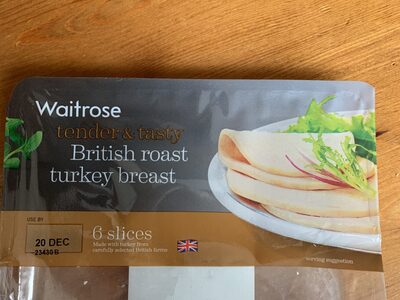 Waitrose
tender & tasty
British roast
turkey breast
USE BY
20 DEC
23430 B
6 slices
Made with turkey from
carefully selected British farms
serving suggestion